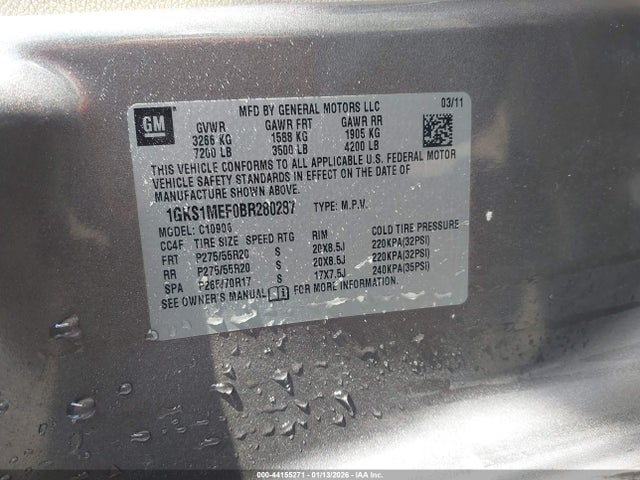 GM
MFD BY GENERAL MOTORS LLC 03/11
GVWR GAWR FRT GAWR RR
3266 KG 1588 KG 1905 KG
7200 LB 3500 LB 4200 LB
THIS VEHICLE CONFORMS TO ALL APPLICABLE U.S. FEDERAL MOTOR
VEHICLE SAFETY STANDARDS IN EFFECT ON THE DATE OF
MANUFACTURE SHOWN ABOVE.
1GKS1MEF0BR280287 TYPE: M.P.V.
MODEL: C10906
CC4F TIRE SIZE SPEED RTG RIM COLD TIRE PRESSURE
FRT P275/55R20 S 20X8.5J 220KPA(32PSI)
RR P275/55R20 S 20X8.5J 220KPA(32PSI)
SPA P265/70R17 S 17X7.5J 240KPA(35PSI)
SEE OWNER'S MANUAL FOR MORE INFORMATION.
000-44155271 - 01/13/2026 - IAA, Inc.